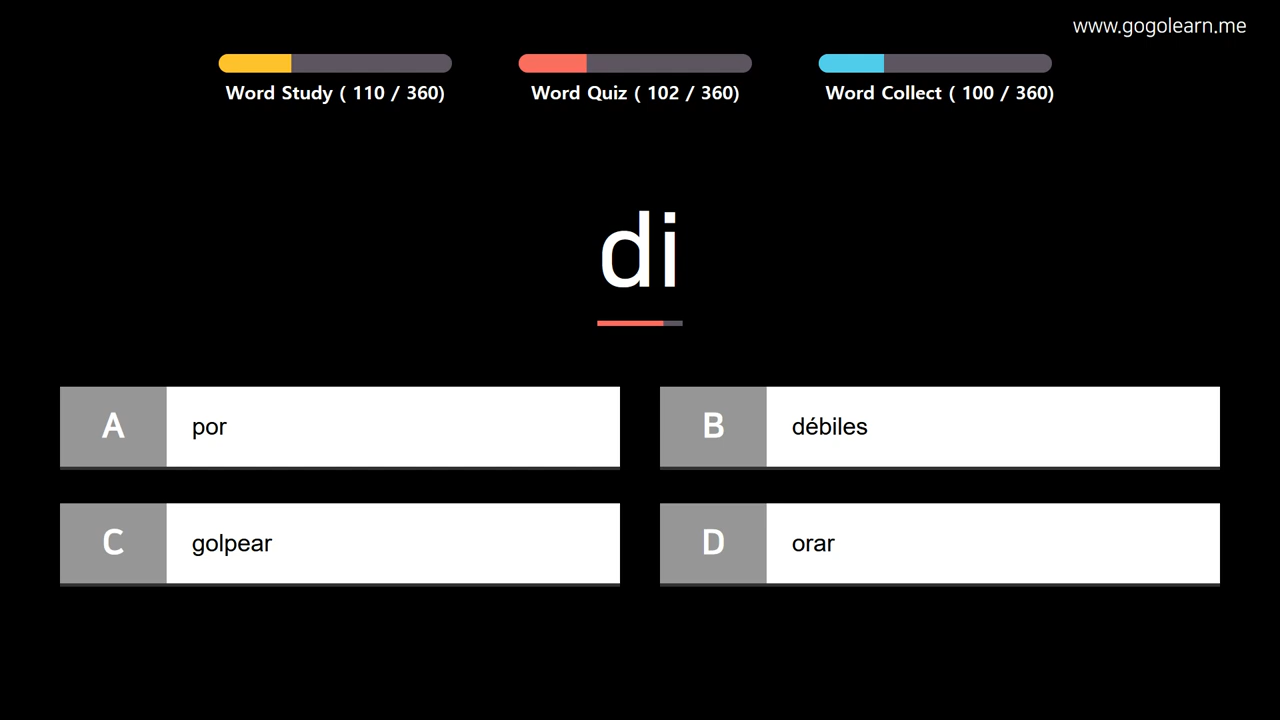 www.gogolearn.me
Word Study ( 110 / 360)
Word Quiz ( 102 / 360)
Word Collect ( 100 / 360)
di
A por
B débiles
C golpear
D orar